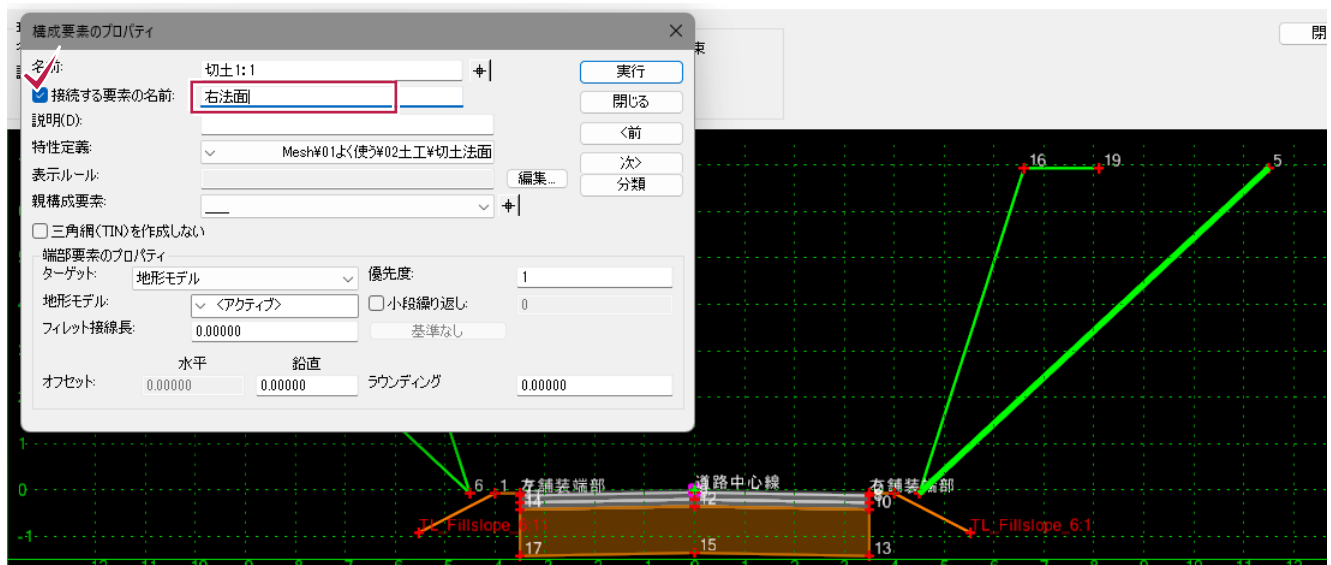 構成要素のプロパティ
閉
名前:
切土1:1
実行
接続する要素の名前:
右法面
閉じる
説明(D):
<前
特性定義:
Mesh¥01よく使う¥02土工¥切土法面
次>
表示ルール:
編集...
分類
親構成要素:
三角網(TIN)を作成しない
端部要素のプロパティ
ターゲット:
地形モデル
優先度:
1
地形モデル:
<アクティブ>
小段繰り返し:
0
フィレット接線長:
0.00000
基準なし
水平
鉛直
オフセット:
0.00000
0.00000
ラウンディング
0.00000
束
16
19
5
1
0
-1
6
1
左舗装端部
道路中心線
右舗装端部
14
12
10
TL_Fillslope_6:11
TL_Fillslope_6:1
17
15
13